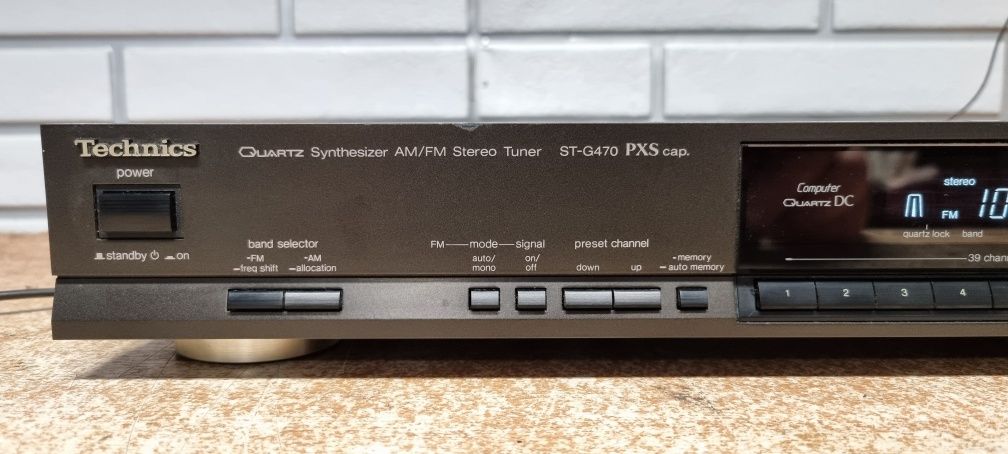 Technics
QUARTZ Synthesizer AM/FM Stereo Tuner ST-G470 PXS cap.
power
standby on
band selector
-FM -AM
-freq shift -allocation
FM mode signal
auto/ on/
mono off
preset channel
down up
-memory
-auto memory
Computer
QUARTZ DC
stereo
FM 10
quartz lock band
39 chann
1 2 3 4